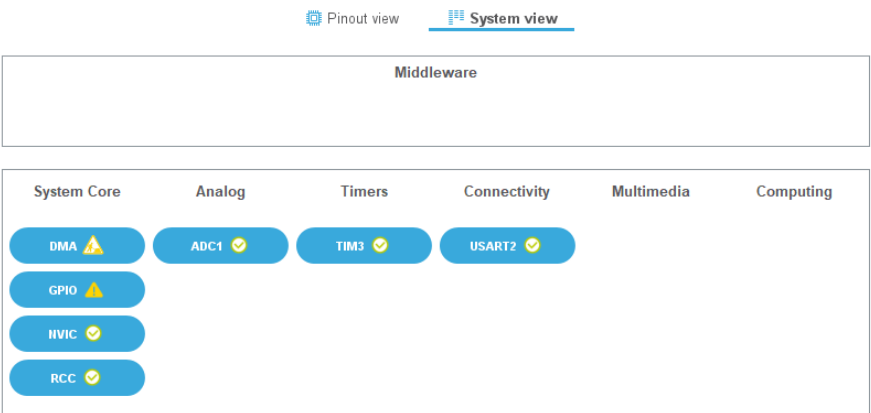 Pinout view System view
Middleware
System Core Analog Timers Connectivity Multimedia Computing
DMA ADC1 TIM3 USART2
GPIO
NVIC
RCC